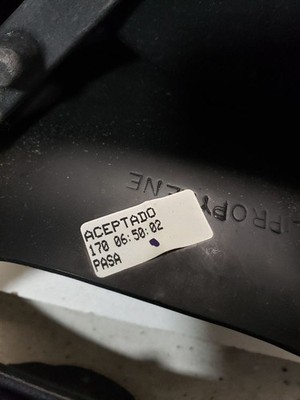 ACEPTADO
170 06:50:02
PASA
PROPYLENE